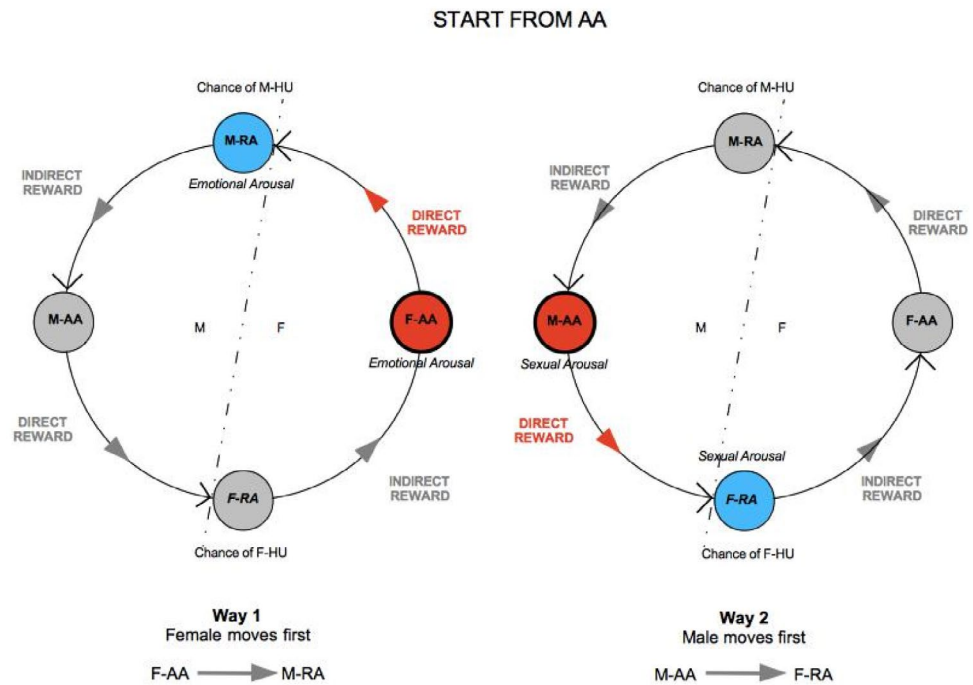 START FROM AA
Chance of M-HU
M-RA
Emotional Arousal
INDIRECT
REWARD
DIRECT
REWARD
M-AA
M
F
F-AA
Emotional Arousal
DIRECT
REWARD
INDIRECT
REWARD
F-RA
Chance of F-HU
Way 1
Female moves first
F-AA
M-RA
Chance of M-HU
M-RA
INDIRECT
REWARD
DIRECT
REWARD
M-AA
Sexual Arousal
M
F
F-AA
DIRECT
REWARD
Sexual Arousal
F-RA
INDIRECT
REWARD
Chance of F-HU
Way 2
Male moves first
M-AA
F-RA